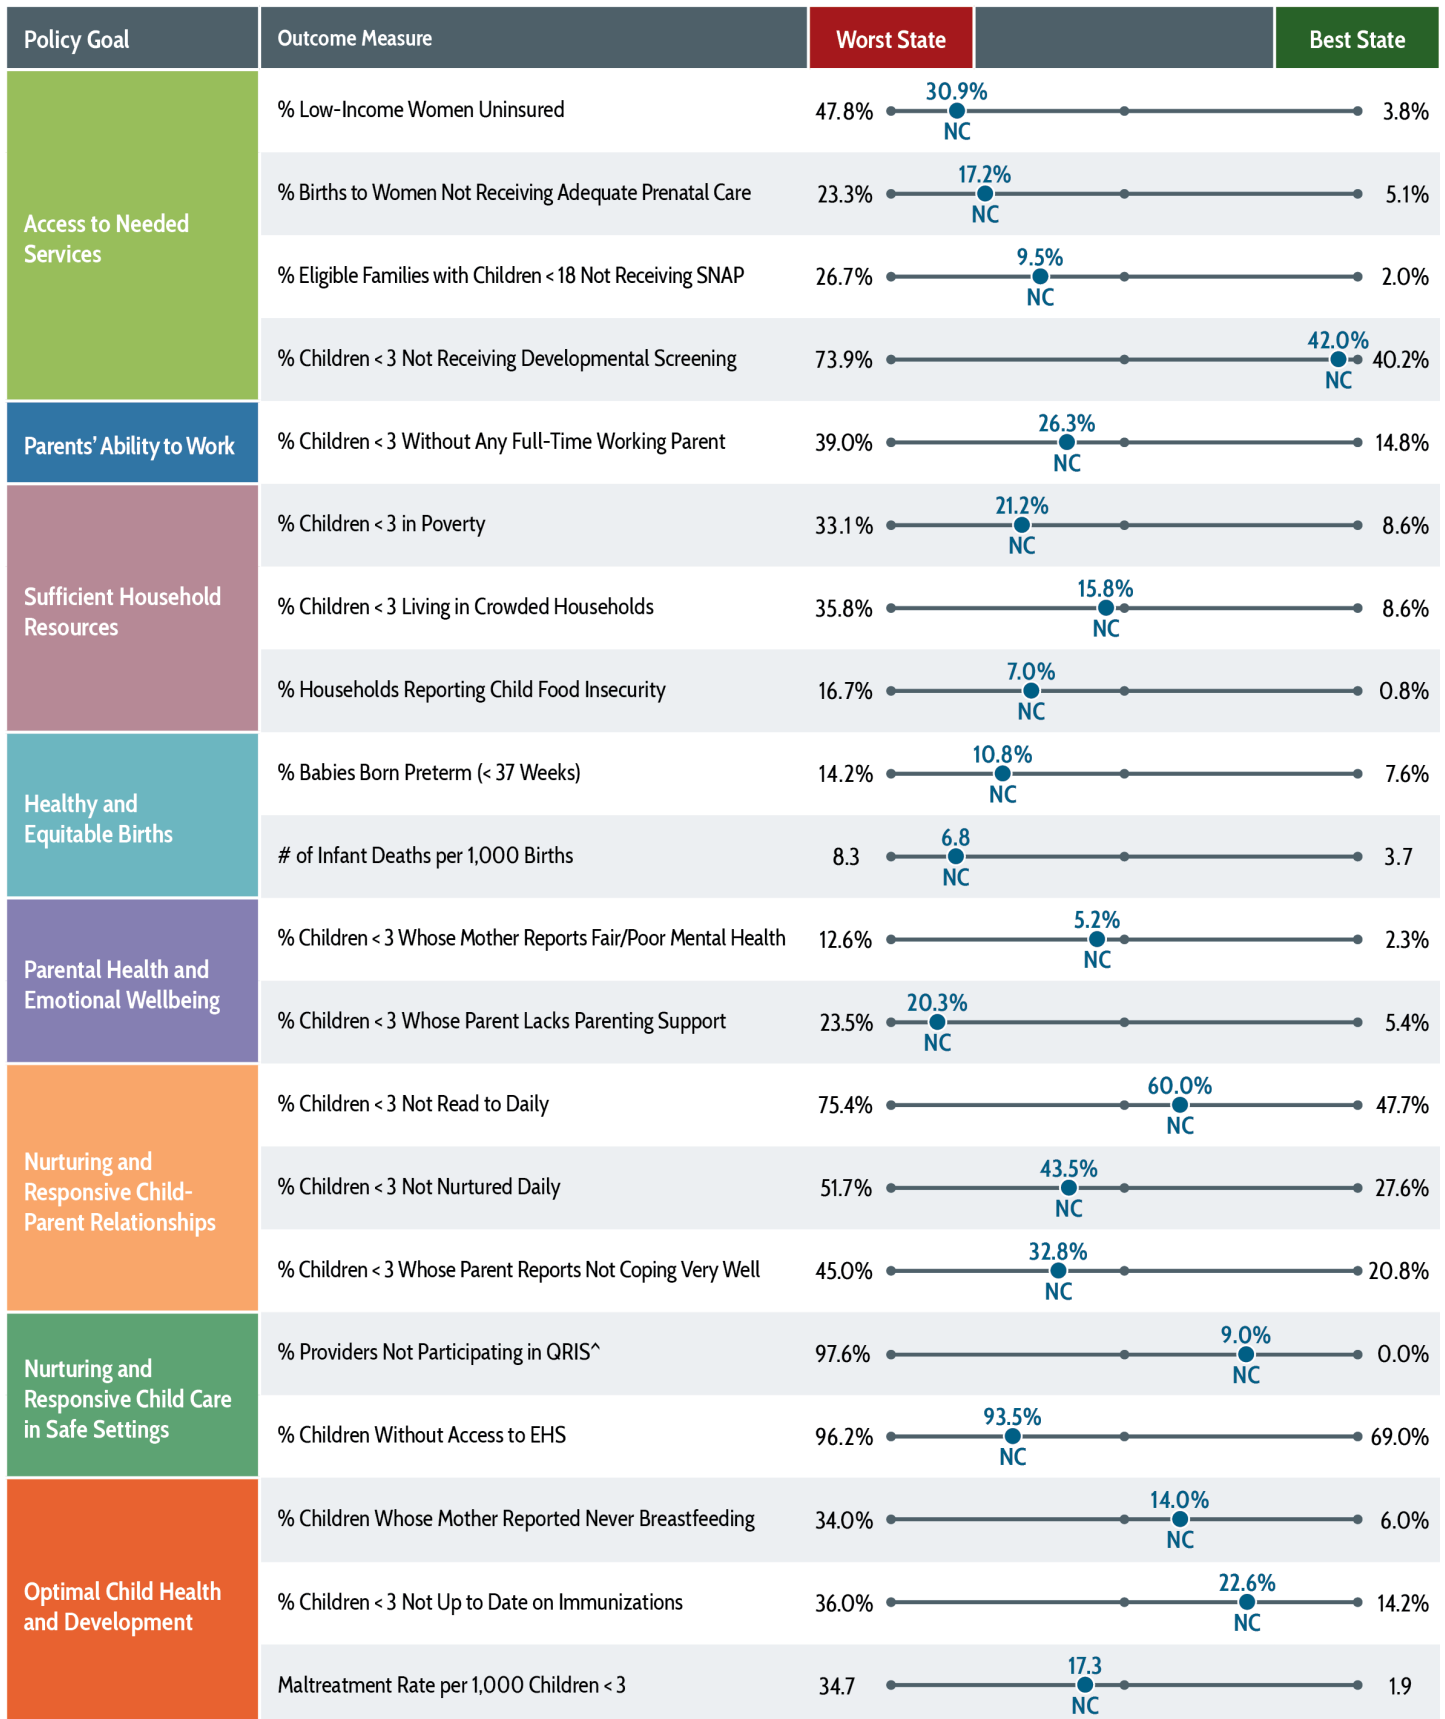 Policy Goal
Outcome Measure
Worst State
Best State
Access to Needed
Services
% Low-Income Women Uninsured
47.8%
30.9%
NC
3.8%
% Births to Women Not Receiving Adequate Prenatal Care
23.3%
17.2%
NC
5.1%
% Eligible Families with Children < 18 Not Receiving SNAP
26.7%
9.5%
NC
2.0%
% Children < 3 Not Receiving Developmental Screening
73.9%
42.0%
NC
40.2%
Parents' Ability to Work
% Children < 3 Without Any Full-Time Working Parent
39.0%
26.3%
NC
14.8%
Sufficient Household
Resources
% Children < 3 in Poverty
33.1%
21.2%
NC
8.6%
% Children < 3 Living in Crowded Households
35.8%
15.8%
NC
8.6%
% Households Reporting Child Food Insecurity
16.7%
7.0%
NC
0.8%
Healthy and
Equitable Births
% Babies Born Preterm (< 37 Weeks)
14.2%
10.8%
NC
7.6%
# of Infant Deaths per 1,000 Births
8.3
6.8
NC
3.7
Parental Health and
Emotional Wellbeing
% Children < 3 Whose Mother Reports Fair/Poor Mental Health
12.6%
5.2%
NC
2.3%
% Children < 3 Whose Parent Lacks Parenting Support
23.5%
20.3%
NC
5.4%
Nurturing and
Responsive Child-
Parent Relationships
% Children < 3 Not Read to Daily
75.4%
60.0%
NC
47.7%
% Children < 3 Not Nurtured Daily
51.7%
43.5%
NC
27.6%
% Children < 3 Whose Parent Reports Not Coping Very Well
45.0%
32.8%
NC
20.8%
Nurturing and
Responsive Child Care
in Safe Settings
% Providers Not Participating in QRIS^
97.6%
9.0%
NC
0.0%
% Children Without Access to EHS
96.2%
93.5%
NC
69.0%
Optimal Child Health
and Development
% Children Whose Mother Reported Never Breastfeeding
34.0%
14.0%
NC
6.0%
% Children < 3 Not Up to Date on Immunizations
36.0%
22.6%
NC
14.2%
Maltreatment Rate per 1,000 Children < 3
34.7
17.3
NC
1.9